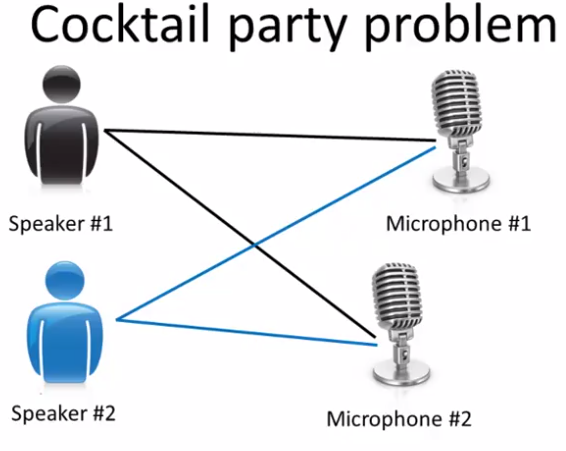 Cocktail party problem
Speaker #1
Microphone #1
Speaker #2
Microphone #2